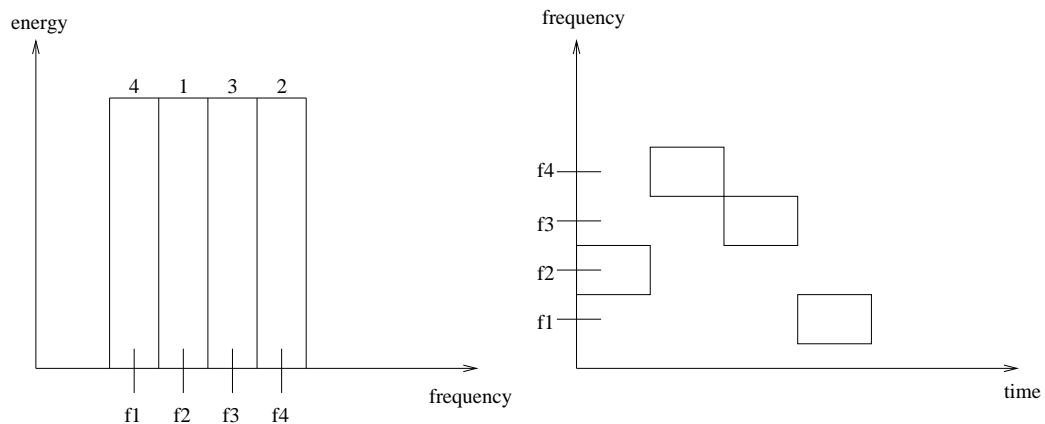 energy
4 1 3 2
frequency
f1 f2 f3 f4
frequency
f4
f3
f2
f1
time